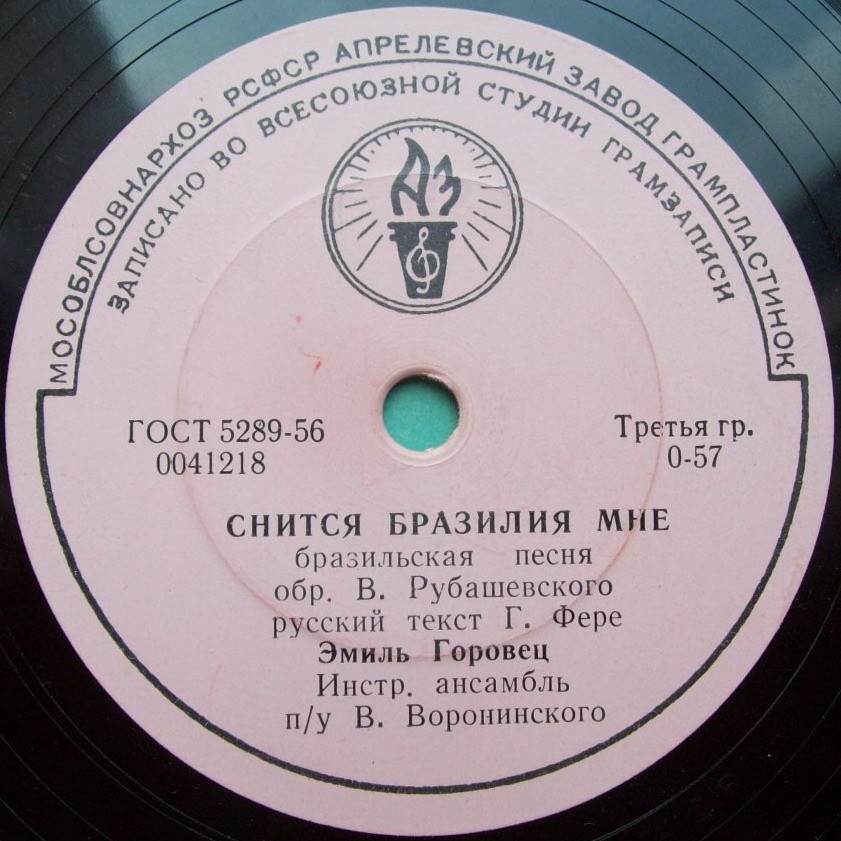 МОСОБЛСОВНАРХОЗ РСФСР АПРЕЛЕВСКИЙ ЗАВОД ГРАМПЛАСТИНОК
ЗАПИСАНО ВО ВСЕСОЮЗНОЙ СТУДИИ ГРАМЗАПИСИ
АЗ
ГОСТ 5289-56
0041218
Третья гр.
0-57
СНИТСЯ БРАЗИЛИЯ МНЕ
бразильская песня
обр. В. Рубашевского
русский текст Г. Фере
Эмиль Горовец
Инстр. ансамбль
п/у В. Воронинского